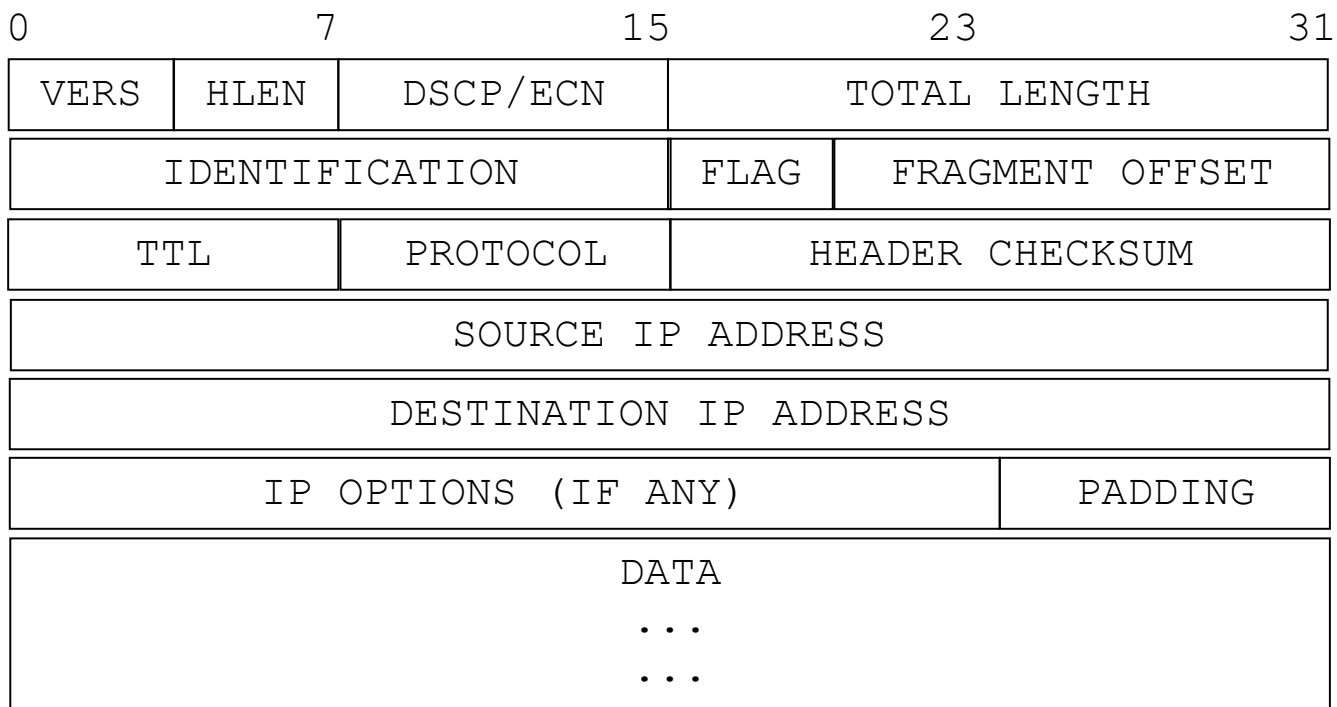 0 7 15 23 31
VERS HLEN DSCP/ECN TOTAL LENGTH
IDENTIFICATION FLAG FRAGMENT OFFSET
TTL PROTOCOL HEADER CHECKSUM
SOURCE IP ADDRESS
DESTINATION IP ADDRESS
IP OPTIONS (IF ANY) PADDING
DATA
...
...